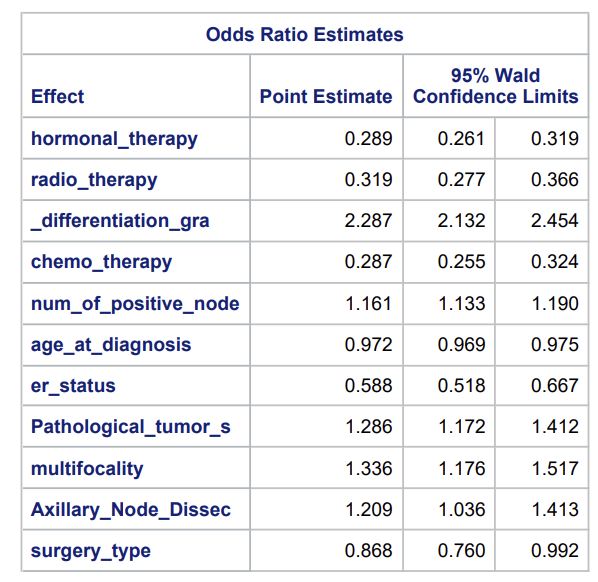 Odds Ratio Estimates
Effect Point Estimate 95% Wald Confidence Limits
hormonal_therapy 0.289 0.261 0.319
radio_therapy 0.319 0.277 0.366
_differentiation_gra 2.287 2.132 2.454
chemo_therapy 0.287 0.255 0.324
num_of_positive_node 1.161 1.133 1.190
age_at_diagnosis 0.972 0.969 0.975
er_status 0.588 0.518 0.667
Pathological_tumor_s 1.286 1.172 1.412
multifocality 1.336 1.176 1.517
Axillary_Node_Dissec 1.209 1.036 1.413
surgery_type 0.868 0.760 0.992